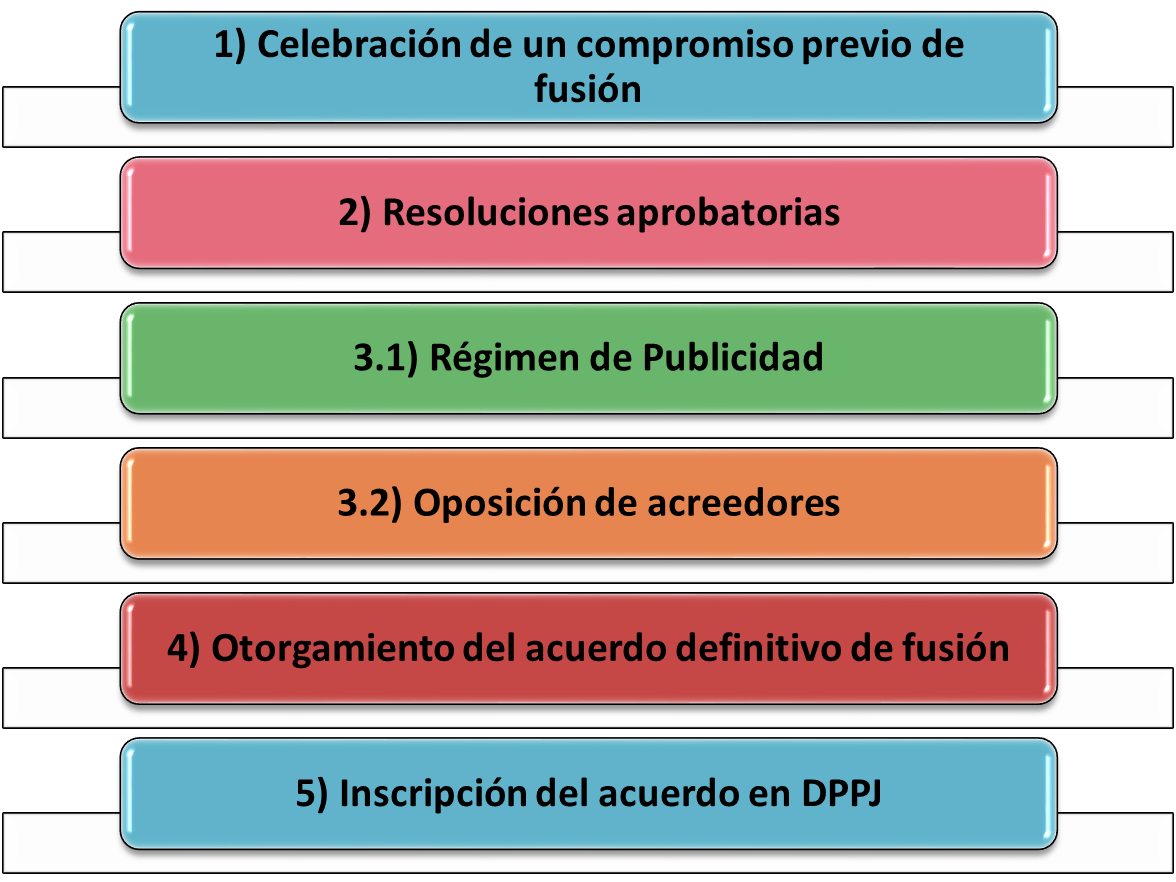 1) Celebración de un compromiso previo de
fusión
2) Resoluciones aprobatorias
3.1) Régimen de Publicidad
3.2) Oposición de acreedores
4) Otorgamiento del acuerdo definitivo de fusión
5) Inscripción del acuerdo en DPPJ